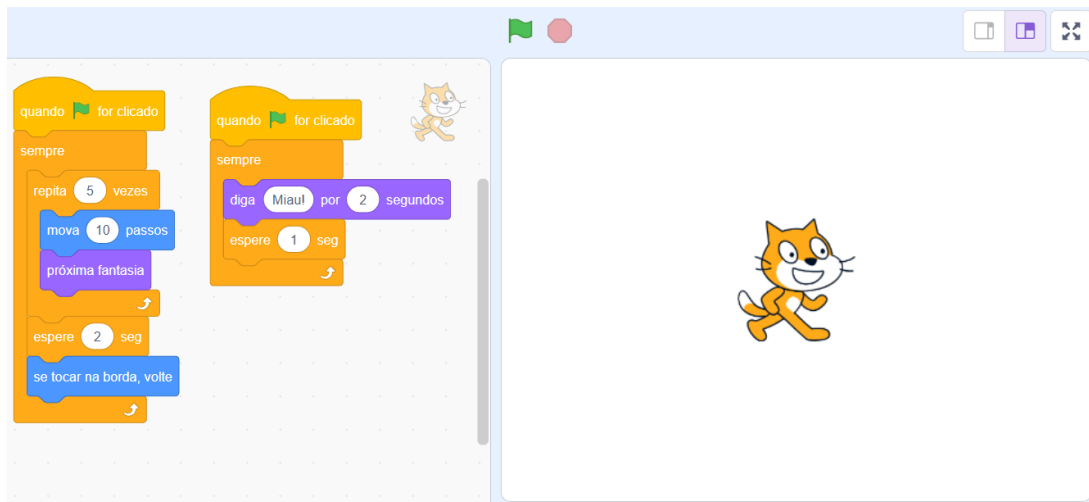 quando for clicado
sempre
repita 5 vezes
mova 10 passos
próxima fantasia
espere 2 seg
se tocar na borda, volte
quando for clicado
sempre
diga Miau! por 2 segundos
espere 1 seg